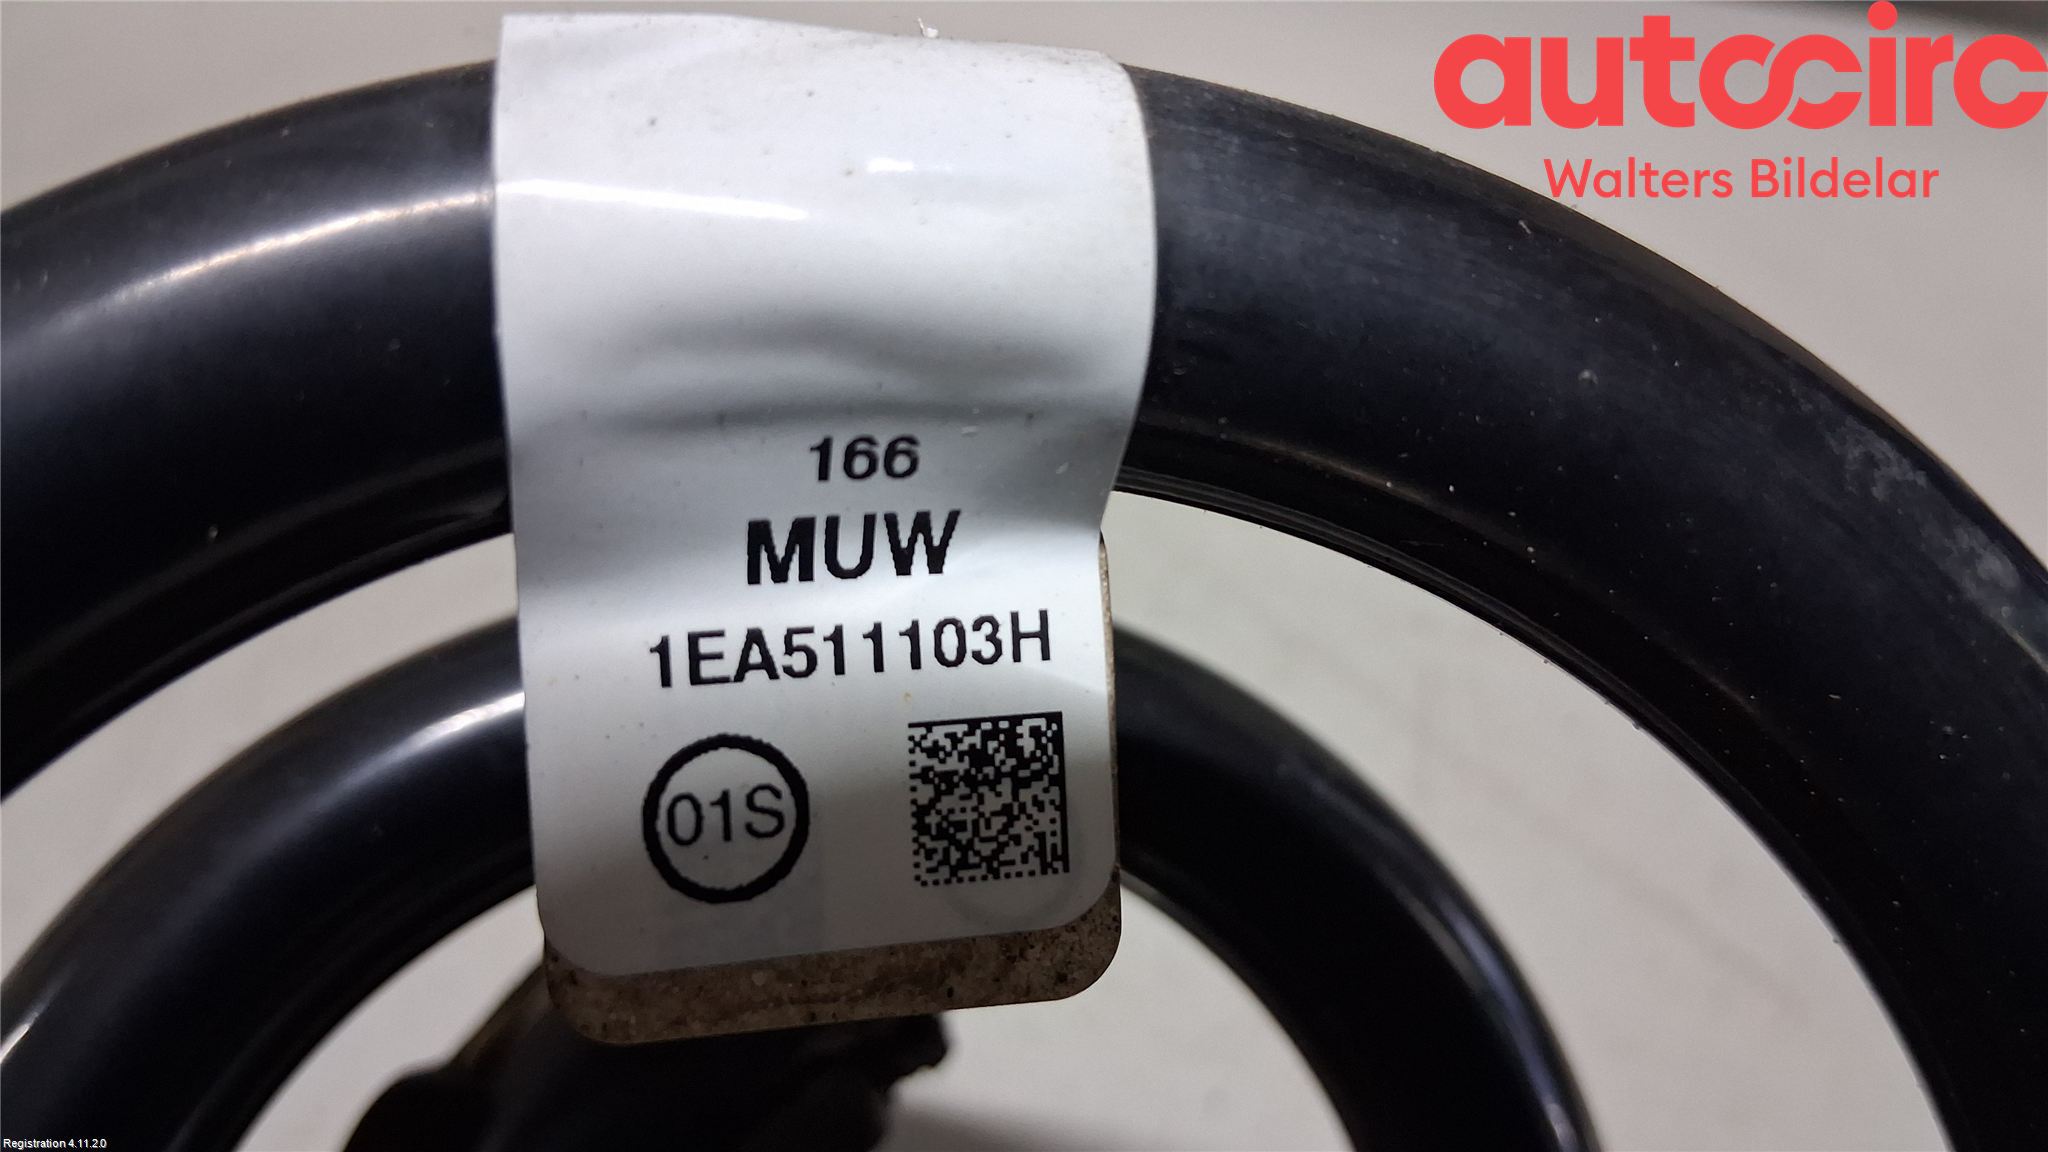 autocirc
Walters Bildelar
166
MUW
1EA511103H
01S
Registration 4.11.2.0